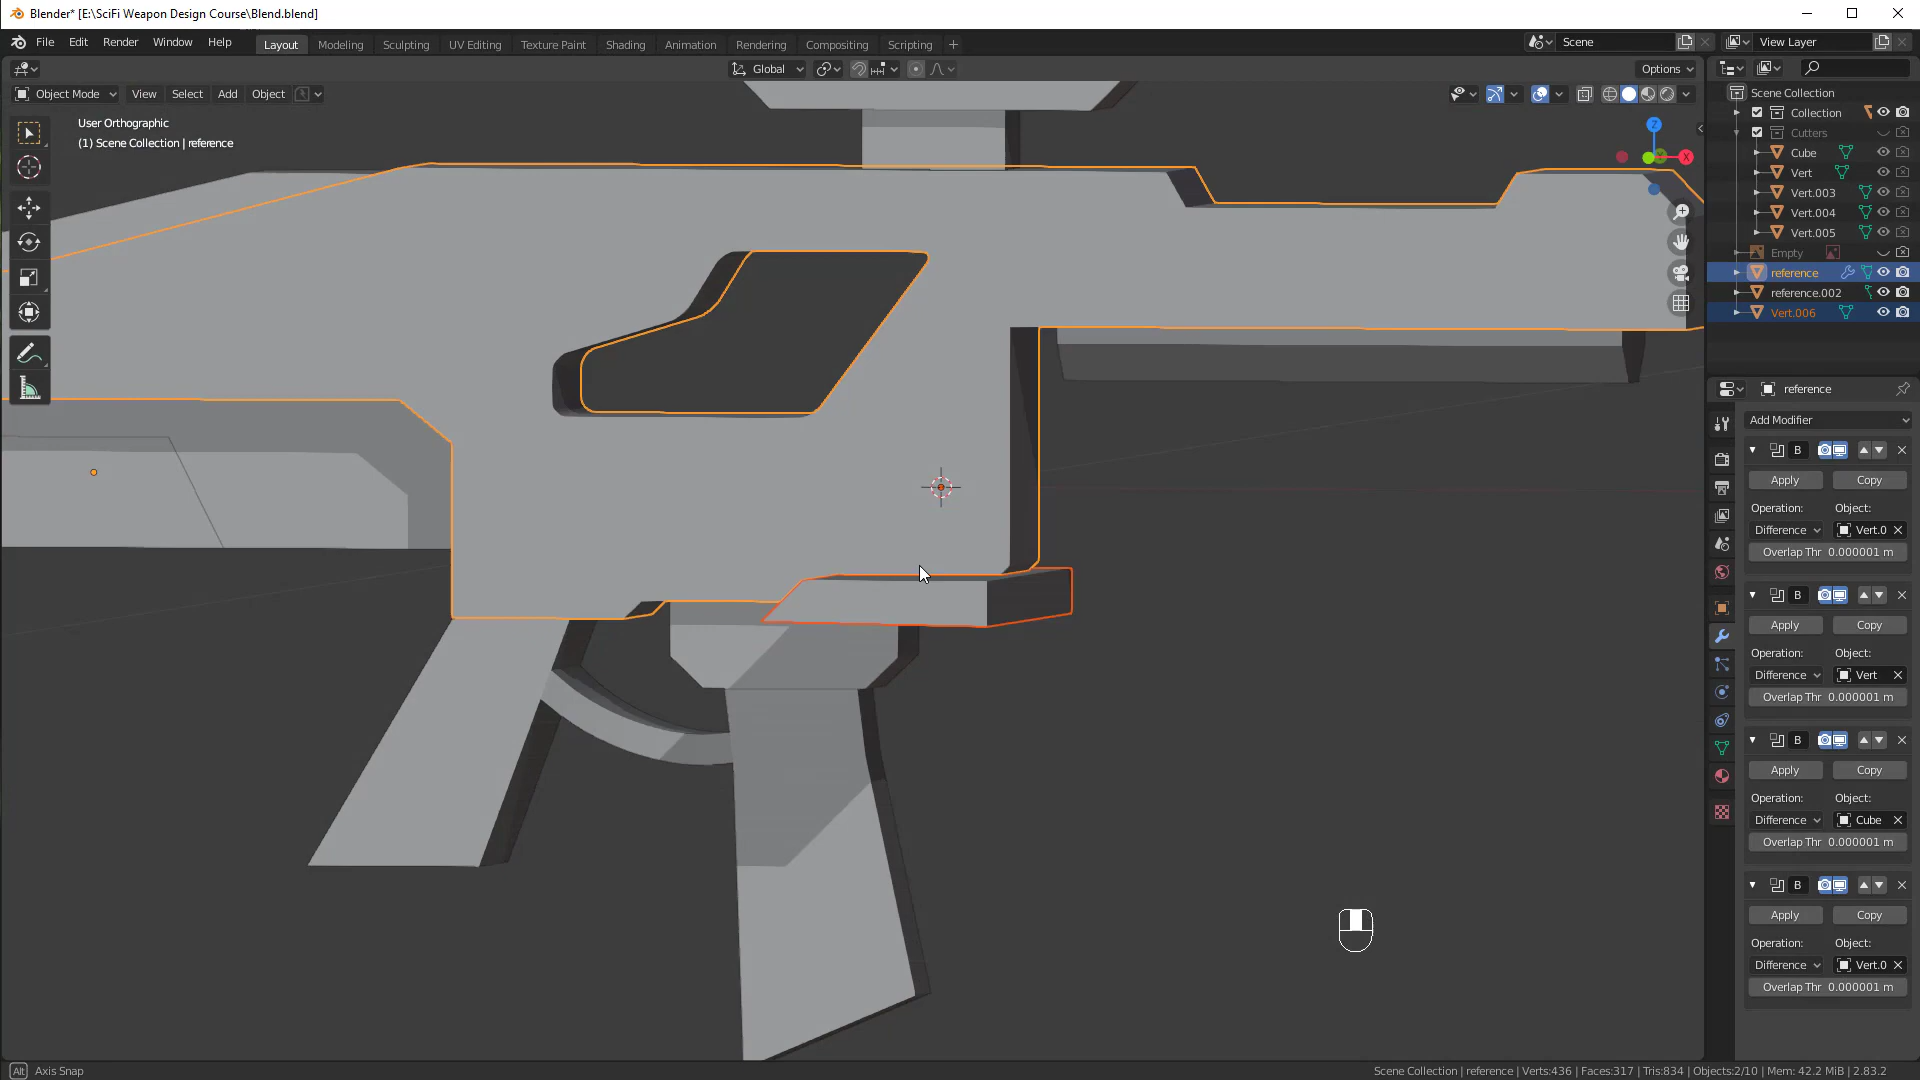 Blender* [E:\SciFi Weapon Design Course\Blend.blend]
File Edit Render Window Help Layout Modeling Sculpting UV Editing Texture Paint Shading Animation Rendering Compositing Scripting + Scene View Layer
Global Options
Object Mode View Select Add Object
User Orthographic
(1) Scene Collection | reference
Z
X
Scene Collection
Collection
Cutters
Cube
Vert
Vert.003
Vert.004
Vert.005
Empty
reference
reference.002
Vert.006
reference
Add Modifier
B
Apply Copy
Operation: Object:
Difference Vert.0
Overlap Thr 0.000001 m
B
Apply Copy
Operation: Object:
Difference Vert
Overlap Thr 0.000001 m
B
Apply Copy
Operation: Object:
Difference Cube
Overlap Thr 0.000001 m
B
Apply Copy
Operation: Object:
Difference Vert.0
Overlap Thr 0.000001 m
Alt Axis Snap
Scene Collection | reference | Verts:436 | Faces:317 | Tris:834 | Objects:2/10 | Mem: 42.2 MiB | 2.83.2